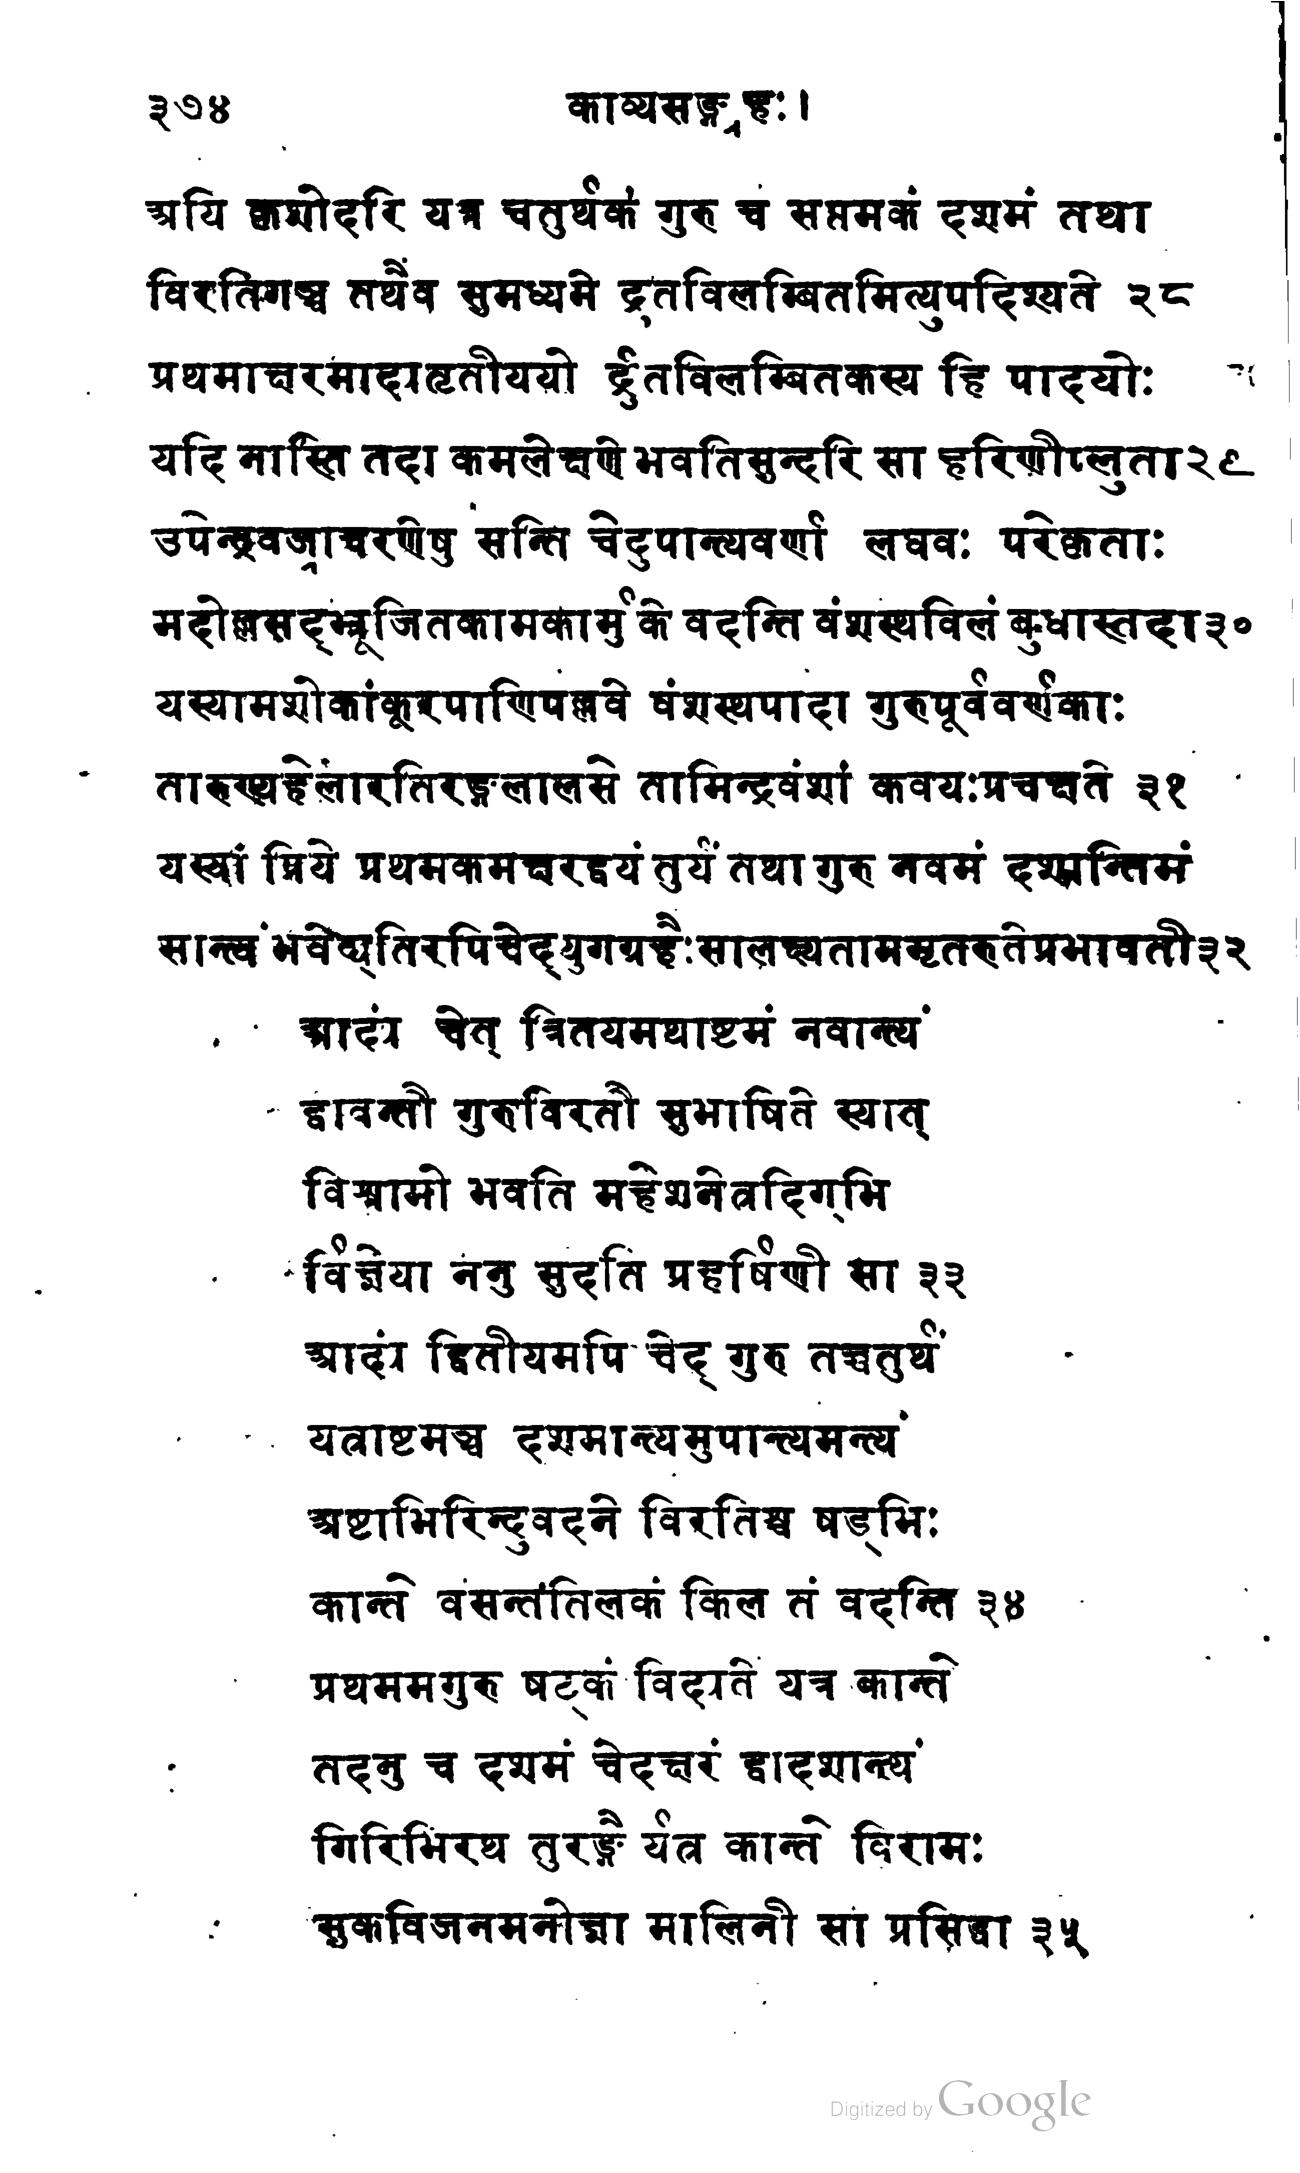 ३७४ काव्यसङ्ग्रहः।
अयि कृशोदरि यत्र चतुर्थकं गुरु च सप्तमकं दशमं तथा
विरतिगञ्च तथैव सुमध्यमे द्रुतविलम्बितमित्युपदिश्यते २८
प्रथमाक्षरमाद्यतृतीययो र्द्रुतविलम्बितकस्य हि पादयोः
यदि नास्ति तदा कमलेक्षणे भवतिसुन्दरि सा हरिणीप्लुता२९
उपेन्द्रवज्राचरणेषु सन्ति चेदुपान्त्यवर्णा लघवः परेकृताः
मदोल्लसद्भ्रूजितकामकार्मुके वदन्ति वंशस्थविलं बुधास्तदा३०
यस्यामशोकांकूरपाणिपल्लवे वंशस्थपादा गुरुपूर्ववर्णकाः
तारुण्यहेलारतिरङ्गलालसे तामिन्द्रवंशां कवयःप्रचक्षते ३१
यस्यां प्रिये प्रथमकमक्षरद्वयं तुर्यं तथा गुरु नवमं दशान्तिमं
सान्त्यं भवेद्यतिरपिचेद्युगग्रहैःसालक्ष्यताममृतरुतेप्रभावती३२
आद्यं चेत् त्रितयमथाष्टमं नवान्त्यं
द्वावन्तौ गुरुविरतौ सुभाषिते स्यात्
विश्रामो भवति महेशनेत्रदिग्भि
र्विज्ञेया ननु सुदति प्रहर्षिणी सा ३३
आद्यं द्वितीयमपि चेद् गुरु तच्चतुर्थं
यत्राष्टमञ्च दशमान्त्यमुपान्त्यमन्त्यं
अष्टाभिरिन्दुवदने विरतिश्च षड्भिः
कान्ते वसन्ततिलकं किल तं वदन्ति ३४
प्रथममगुरु षट्कं विद्यते यत्र कान्ते
तदनु च दशमं चेदक्षरं द्वादशान्त्यं
गिरिभिरथ तुरङ्गै र्यत्र कान्ते विरामः
सुकविजनमनोज्ञा मालिनी सा प्रसिद्धा ३५
Digitized by Google